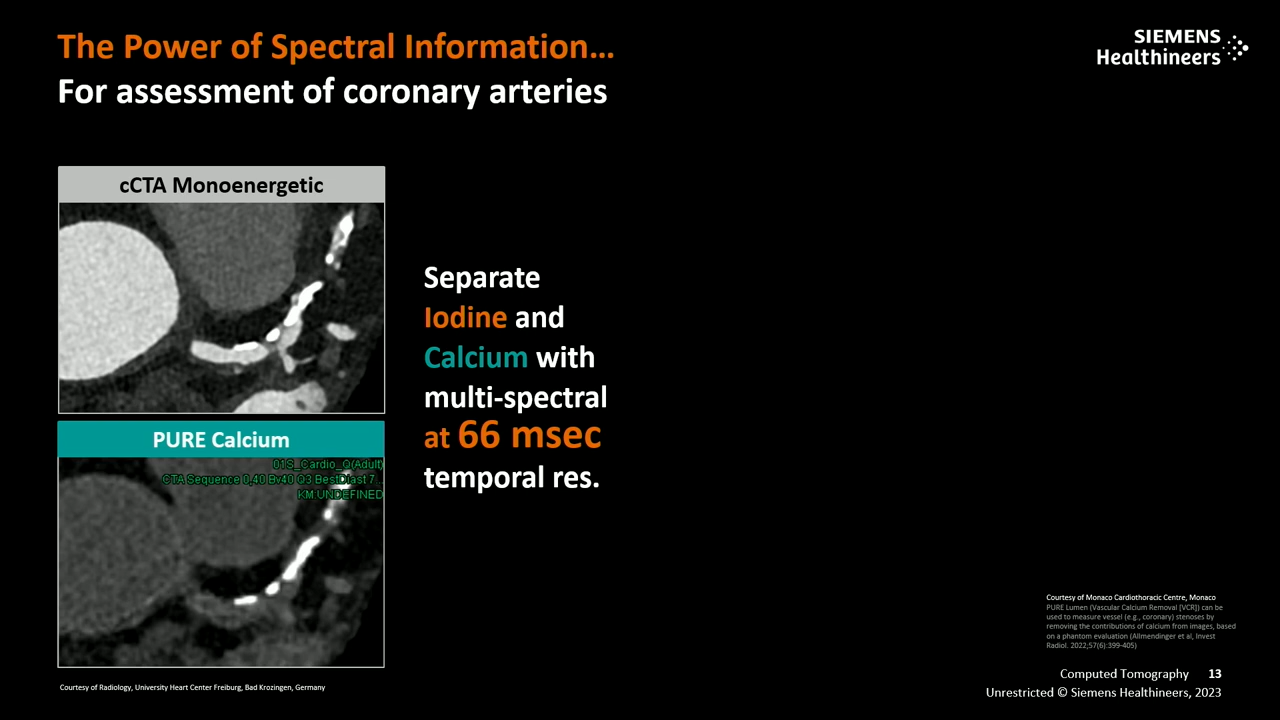 The Power of Spectral Information…
For assessment of coronary arteries
SIEMENS
Healthineers
cCTA Monoenergetic
PURE Calcium
01S_Cardio_Q(Adult)
CTA Sequence 0,40 Bv40 Q3 BestDiast 7 ..
KM:UNDEFINED
Courtesy of Radiology, University Heart Center Freiburg, Bad Krozingen, Germany
Separate
Iodine and
Calcium with
multi-spectral
at 66 msec
temporal res.
Courtesy of Monaco Cardiothoracic Centre, Monaco
PURE Lumen (Vascular Calcium Removal [VCR]) can be
used to measure vessel (e.g., coronary) stenoses by
removing the contributions of calcium from images, based
on a phantom evaluation (Allmendinger et al, Invest
Radiol. 2022;57(6):399-405)
Computed Tomography 13
Unrestricted © Siemens Healthineers, 2023